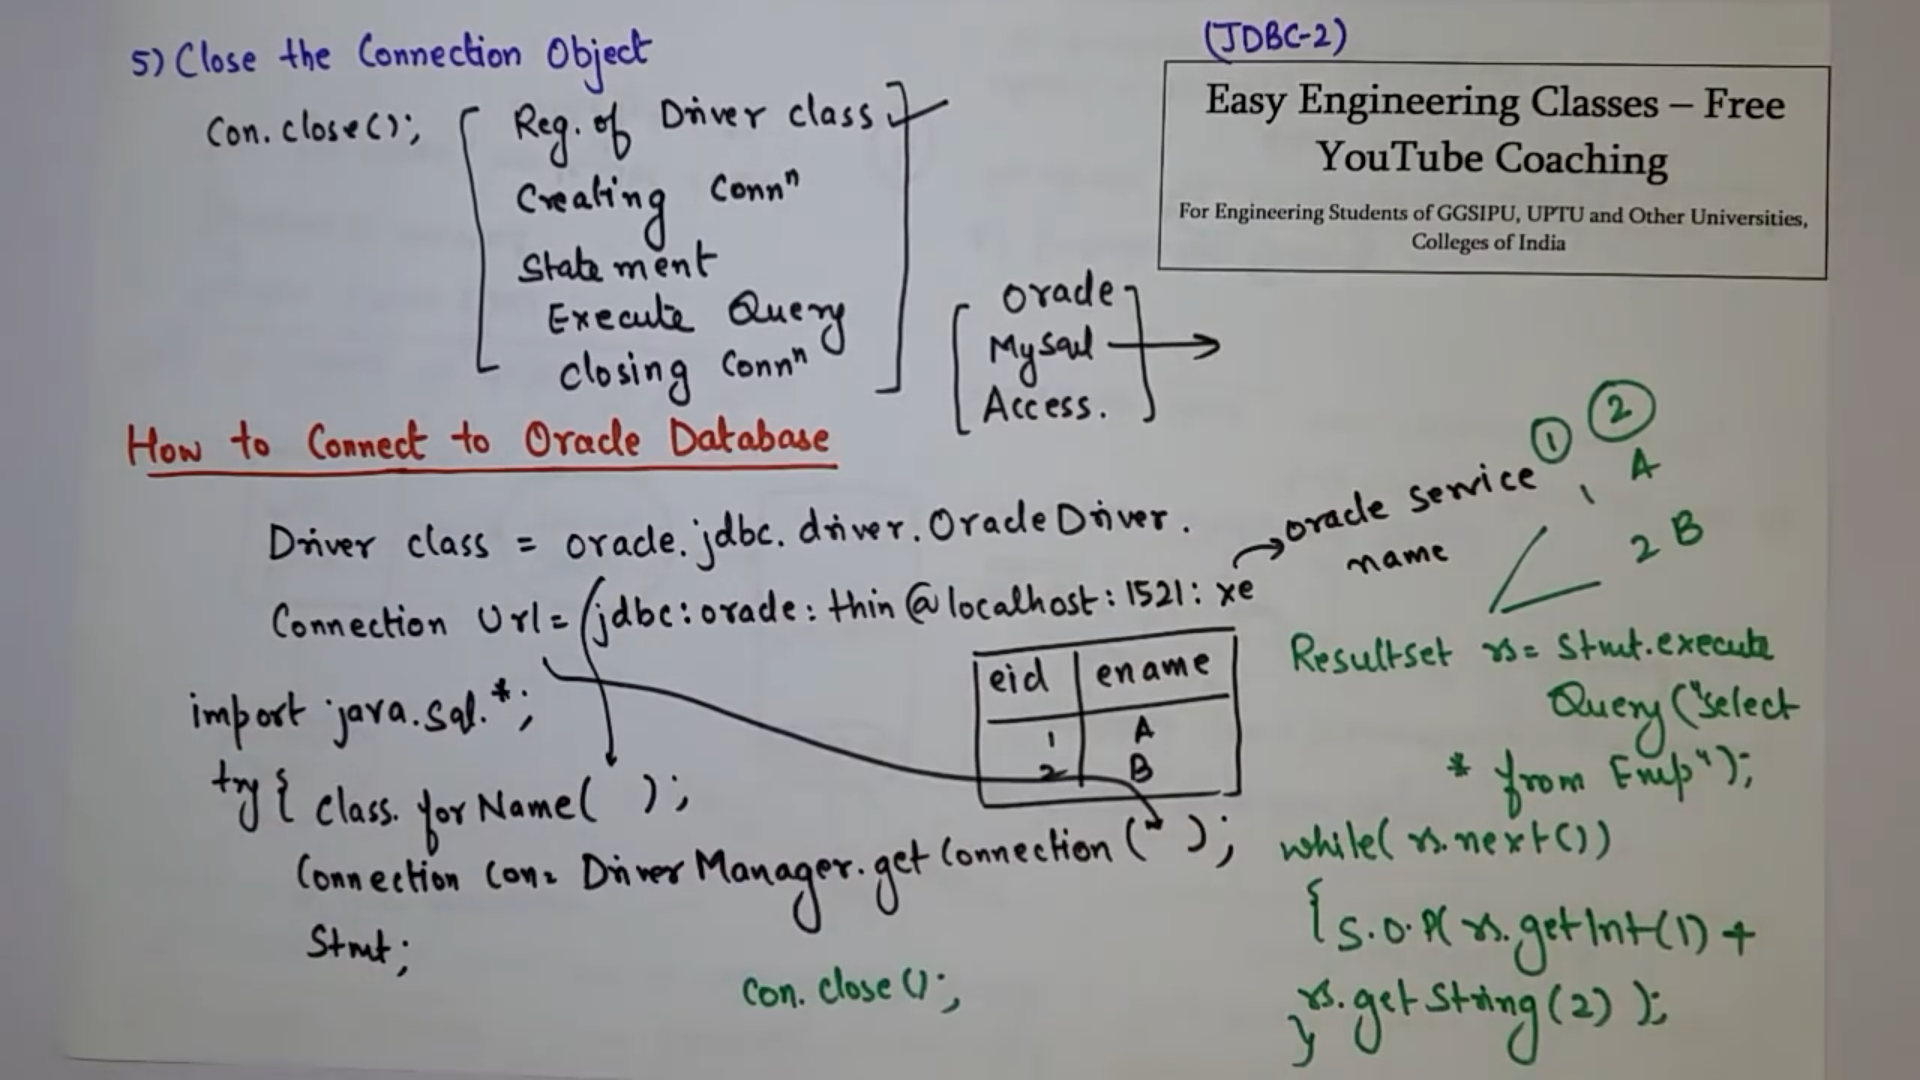 5) Close the Connection Object
Con.close();
Reg. of Driver class
Creating Connⁿ
Statement
Execute Query
closing Connⁿ
(JDBC-2)
Easy Engineering Classes – Free
YouTube Coaching
For Engineering Students of GGSIPU, UPTU and Other Universities,
Colleges of India
Oracle
MySql
Access.
How to Connect to Oracle Database
Driver class = oracle.jdbc.driver.OracleDriver.
Connection Url = jdbc:oracle:thin@localhost:1521:xe
oracle service
name
1 2
1 A
2 B
import java.sql.*;
eid ename
1 A
2 B
try { class.forName( );
Connection Con= DriverManager.getConnection(" );
Stmt;
con.close();
Resultset rs= Stmt.execute
Query("select
* from Emp");
while(rs.next())
{ S.O.P( rs.getInt(1) +
rs.getString(2) );
}